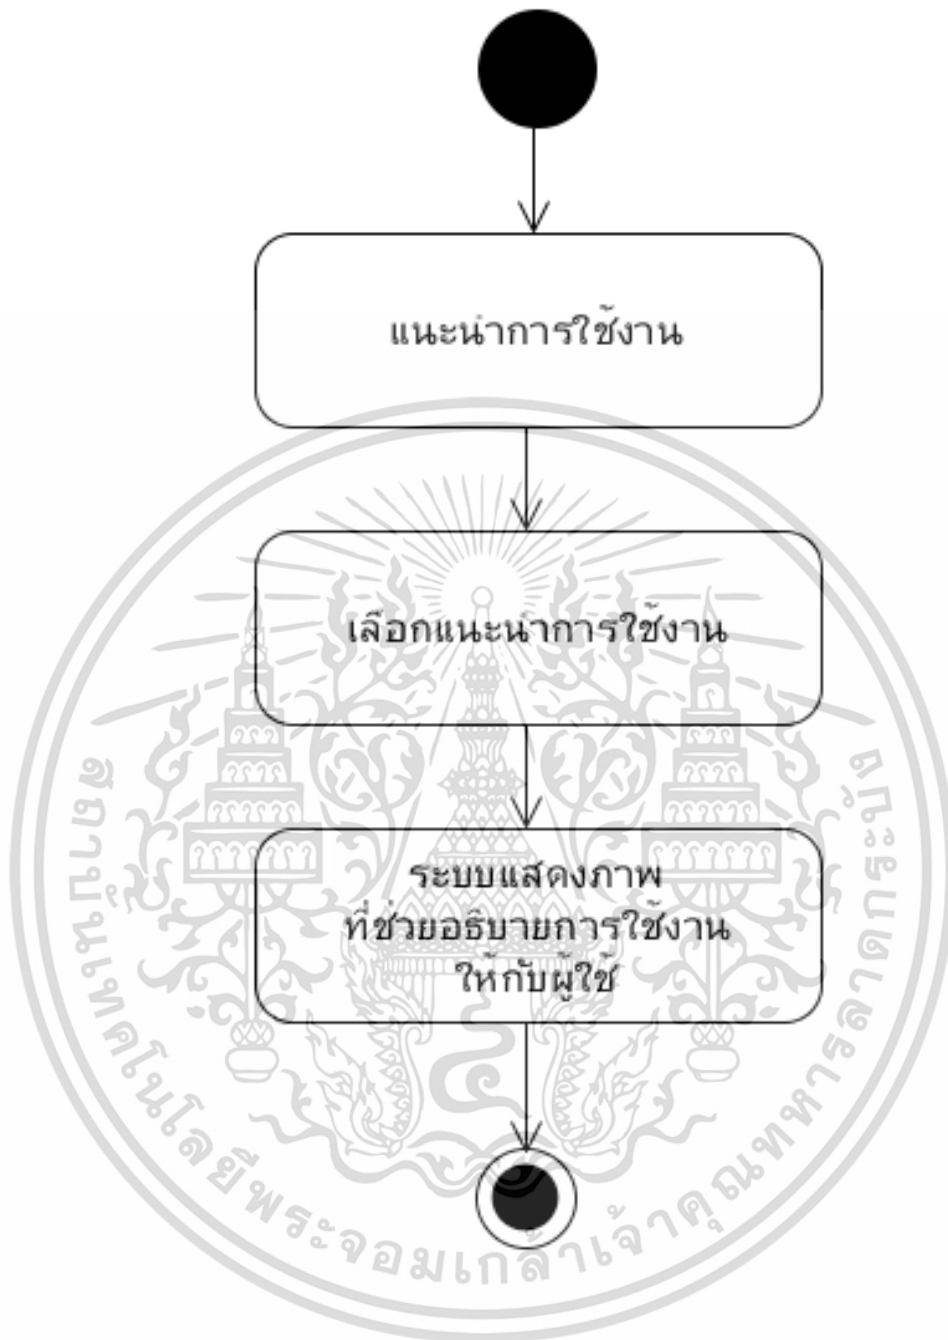 แนะนำการใช้งาน
เลือกแนะนำการใช้งาน
ระบบแสดงภาพ
ที่ช่วยอธิบายการใช้งาน
ให้กับผู้ใช้
สถาบันเทคโนโลยีพระจอมเกล้าเจ้าคุณทหารลาดกระบัง